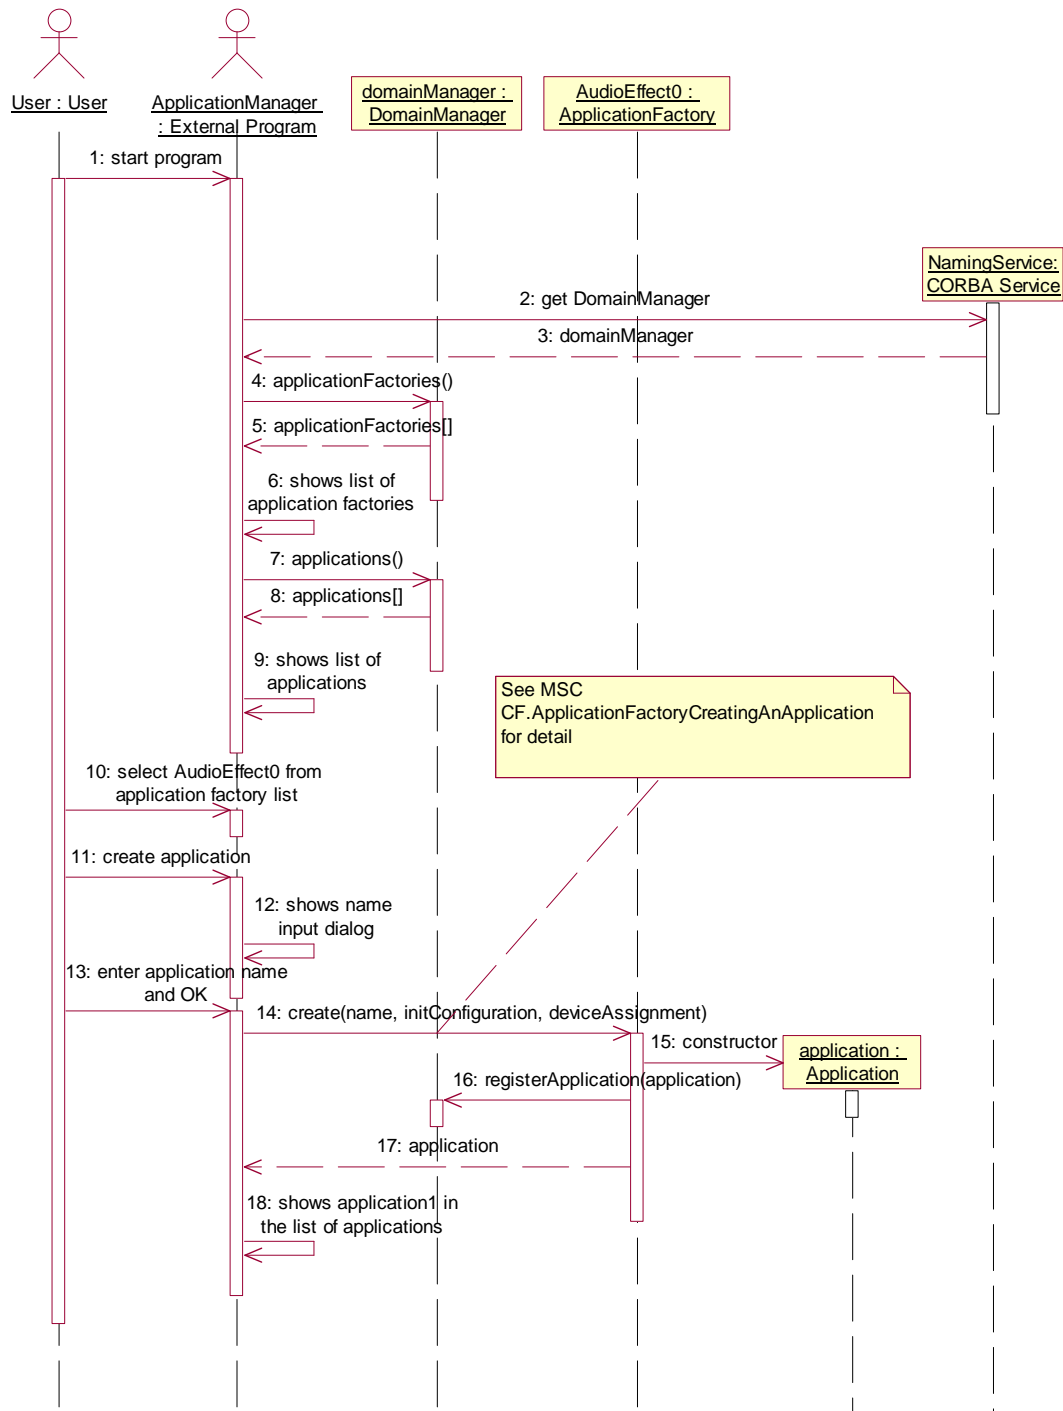 User : User
ApplicationManager
: External Program
domainManager :
DomainManager
AudioEffect0 :
ApplicationFactory
1: start program
NamingService:
CORBA Service
2: get DomainManager
3: domainManager
4: applicationFactories()
5: applicationFactories[]
6: shows list of
application factories
7: applications()
8: applications[]
9: shows list of
applications
See MSC
CF.ApplicationFactoryCreatingAnApplication
for detail
10: select AudioEffect0 from
application factory list
11: create application
12: shows name
input dialog
13: enter application name
and OK
14: create(name, initConfiguration, deviceAssignment)
15: constructor
application :
Application
16: registerApplication(application)
17: application
18: shows application1 in
the list of applications